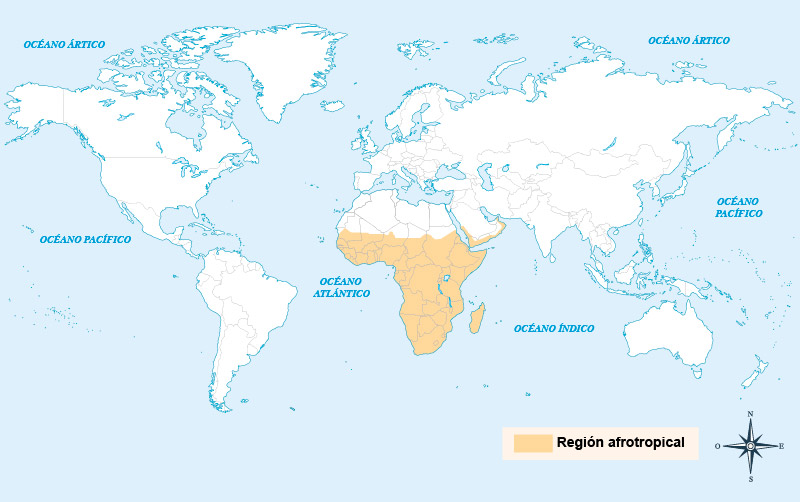 OCÉANO ÁRTICO
OCÉANO ÁRTICO
OCÉANO
PACÍFICO
OCÉANO PACÍFICO
OCÉANO
ATLÁNTICO
OCÉANO ÍNDICO
Región afrotropical
N
O
E
S